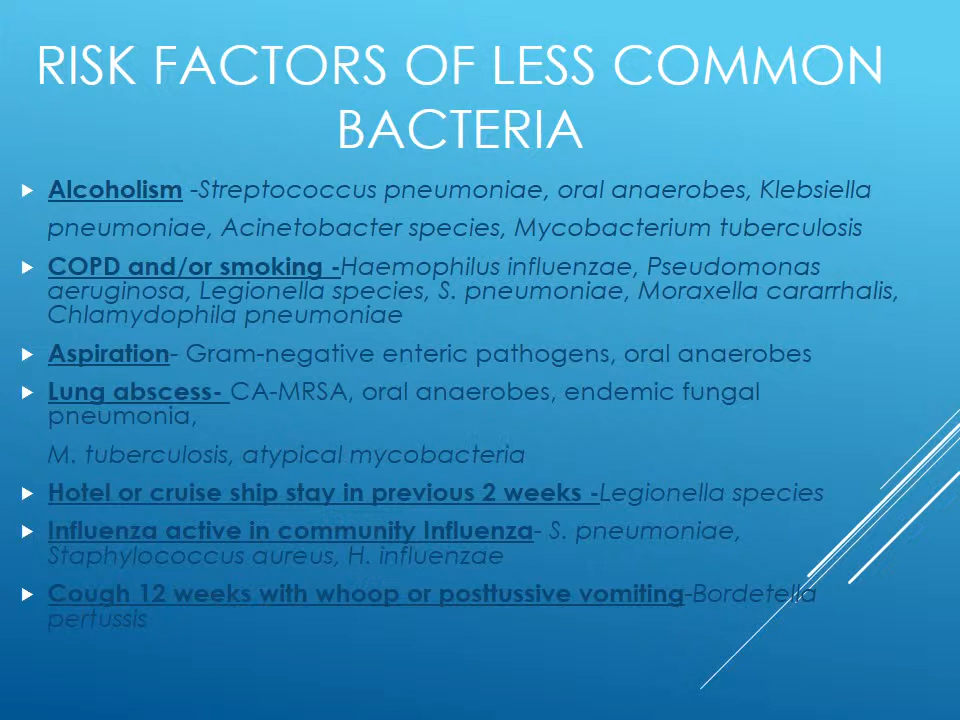 RISK FACTORS OF LESS COMMON
BACTERIA
Alcoholism -Streptococcus pneumoniae, oral anaerobes, Klebsiella
pneumoniae, Acinetobacter species, Mycobacterium tuberculosis
COPD and/or smoking -Haemophilus influenzae, Pseudomonas
aeruginosa, Legionella species, S. pneumoniae, Moraxella cararrhalis,
Chlamydophila pneumoniae
Aspiration- Gram-negative enteric pathogens, oral anaerobes
Lung abscess- CA-MRSA, oral anaerobes, endemic fungal
pneumonia,
M. tuberculosis, atypical mycobacteria
Hotel or cruise ship stay in previous 2 weeks -Legionella species
Influenza active in community Influenza- S. pneumoniae,
Staphylococcus aureus, H. influenzae
Cough 12 weeks with whoop or posttussive vomiting-Bordetella
pertussis